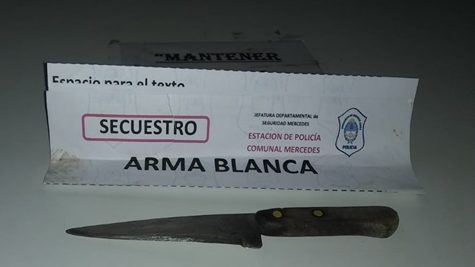 "MANTENER
Espacio para el texto
JEFATURA DEPARTAMENTAL de
SEGURIDAD MERCEDES
SECUESTRO
ESTACION DE POLICÍA
COMUNAL MERCEDES
POLICIA
ARMA BLANCA